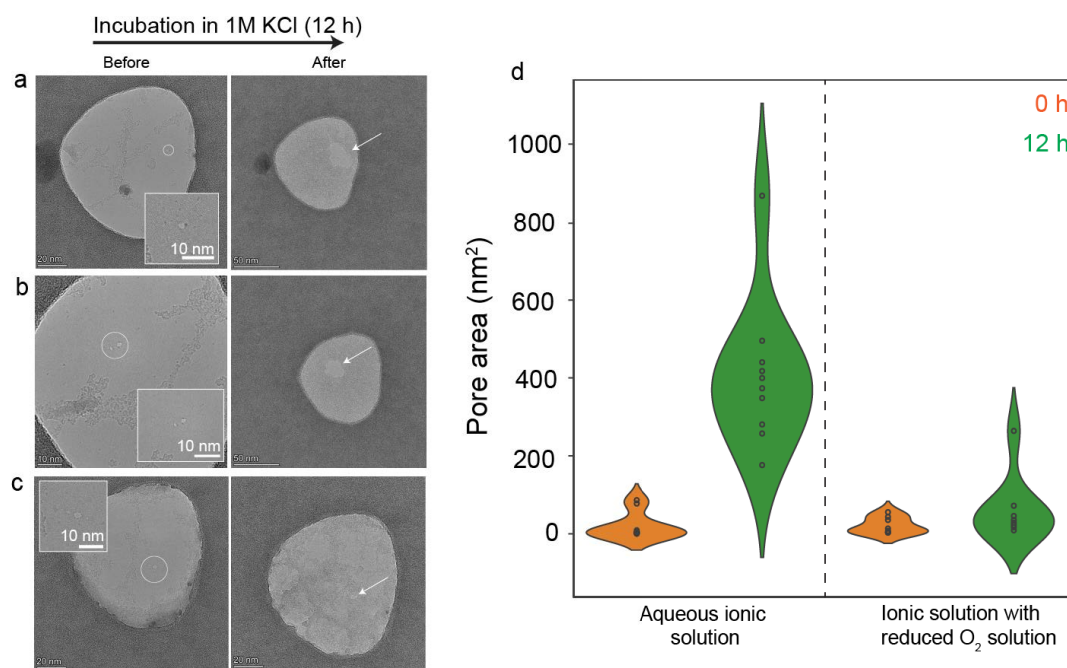 Incubation in 1M KCl (12 h)
Before
After
a
20 nm
10 nm
50 nm
b
10 nm
10 nm
50 nm
c
10 nm
20 nm
20 nm
d
0 h
12 h
Pore area (nm²)
1000
800
600
400
200
0
Aqueous ionic
solution
Ionic solution with
reduced O₂ solution